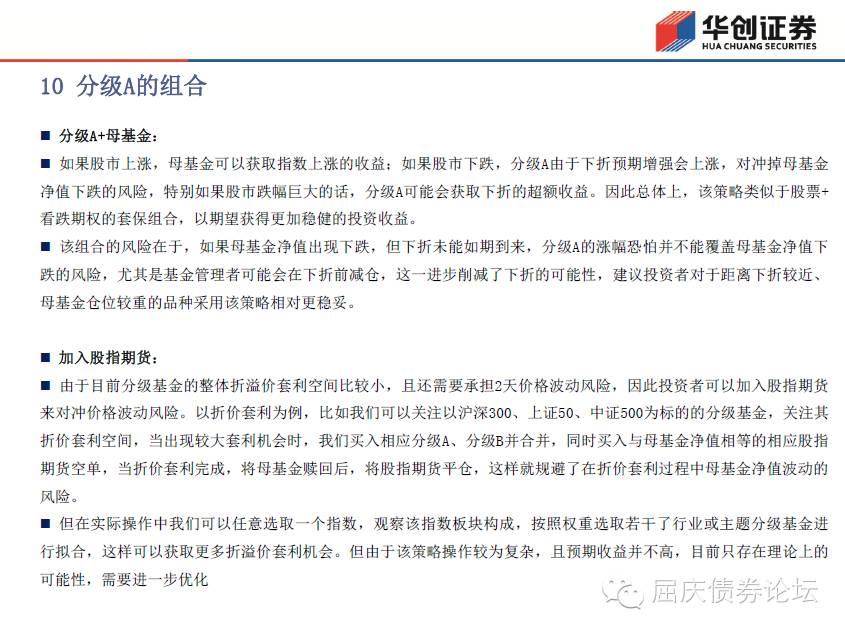 华创证券
HUA CHUANG SECURITIES
10 分级A的组合
■ 分级A+母基金：
■ 如果股市上涨，母基金可以获取指数上涨的收益；如果股市下跌，分级A由于下折预期增强会上涨，对冲掉母基金
净值下跌的风险，特别如果股市跌幅巨大的话，分级A可能会获取下折的超额收益。因此总体上，该策略类似于股票+
看跌期权的套保组合，以期望获得更加稳健的投资收益。
■ 该组合的风险在于，如果母基金净值出现下跌，但下折未能如期到来，分级A的涨幅恐怕并不能覆盖母基金净值下
跌的风险，尤其是基金管理者可能会在下折前减仓，这一进步削减了下折的可能性，建议投资者对于距离下折较近、
母基金仓位较重的品种采用该策略相对更稳妥。
■ 加入股指期货：
■ 由于目前分级基金的整体折溢价套利空间比较小，且还需要承担2天价格波动风险，因此投资者可以加入股指期货
来对冲价格波动风险。以折价套利为例，比如我们可以关注以沪深300、上证50、中证500为标的的分级基金，关注其
折价套利空间，当出现较大套利机会时，我们买入相应分级A、分级B并合并，同时买入与母基金净值相等的相应股指
期货空单，当折价套利完成，将母基金赎回后，将股指期货平仓，这样就规避了在折价套利过程中母基金净值波动的
风险。
■ 但在实际操作中我们可以任意选取一个指数，观察该指数板块构成，按照权重选取若干了行业或主题分级基金进
行拟合，这样可以获取更多折溢价套利机会。但由于该策略操作较为复杂，且预期收益并不高，目前只存在理论上的
可能性，需要进一步优化
屈庆债券论坛